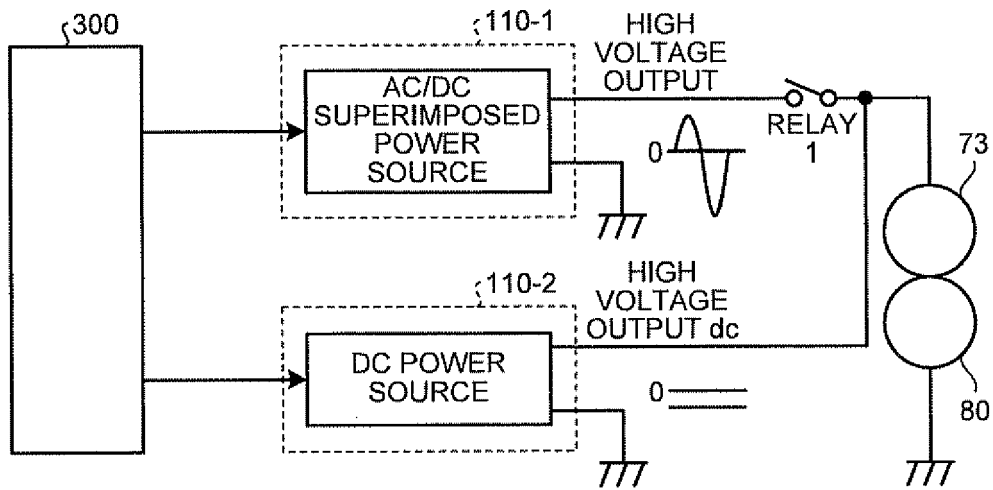 300
110-1
AC/DC
SUPERIMPOSED
POWER
SOURCE
HIGH
VOLTAGE
OUTPUT
0
RELAY
1
73
110-2
DC POWER
SOURCE
HIGH
VOLTAGE
OUTPUT dc
0
80